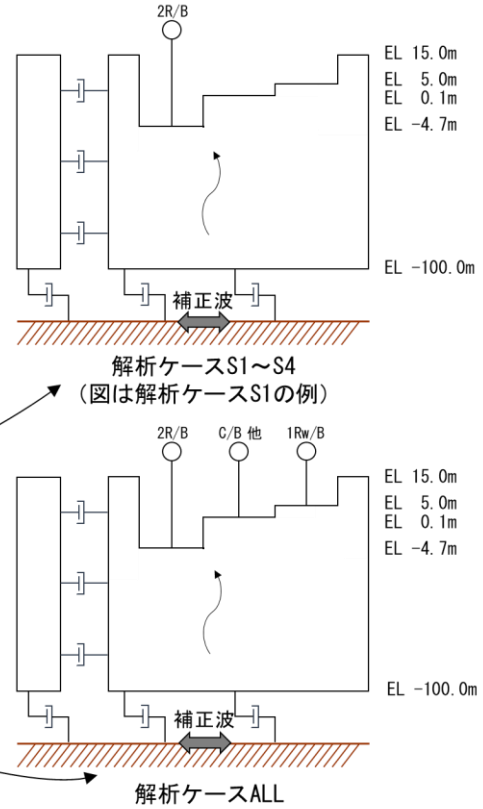 2R/B
EL 15.0m
EL 5.0m
EL 0.1m
EL -4.7m
EL -100.0m
補正波
解析ケースS1～S4
（図は解析ケースS1の例）
2R/B
C/B 他
1Rw/B
EL 15.0m
EL 5.0m
EL 0.1m
EL -4.7m
EL -100.0m
補正波
解析ケースALL